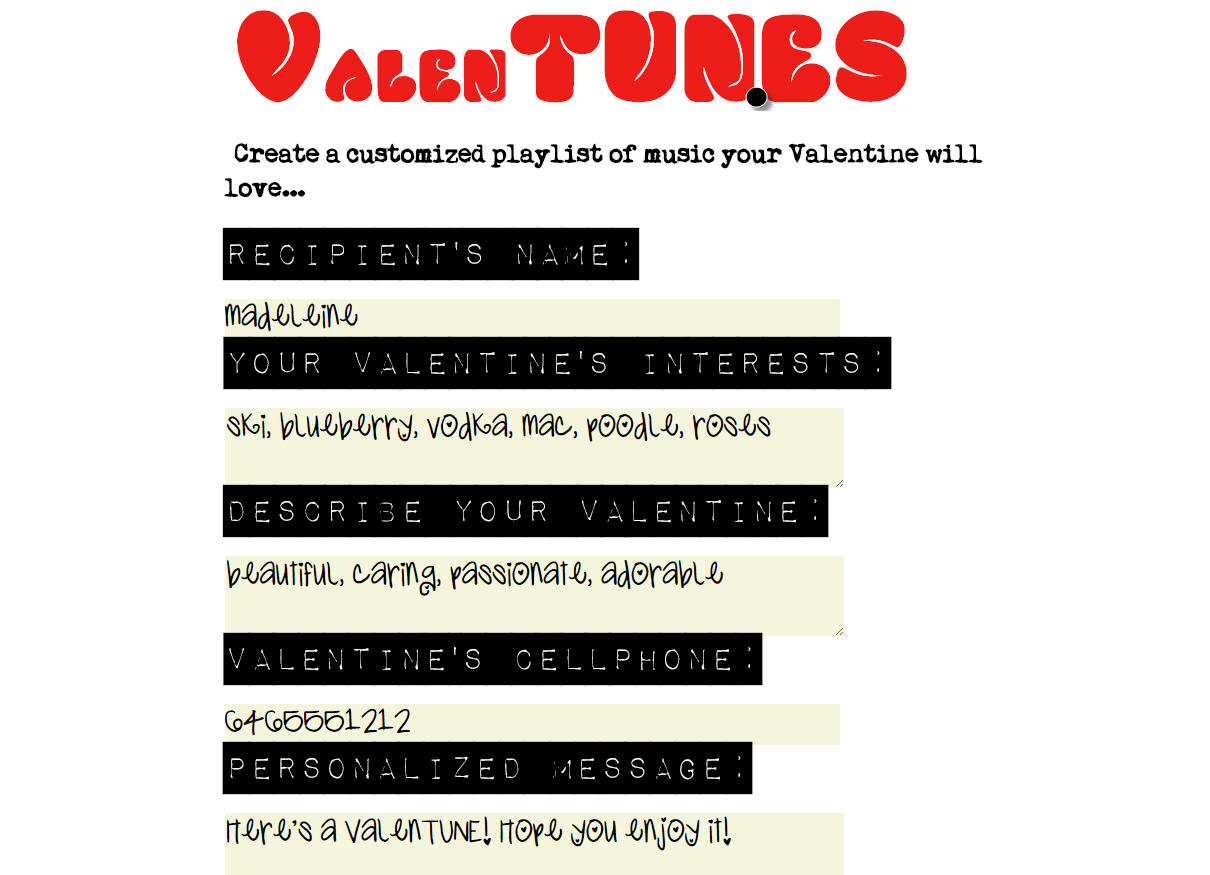 VALENTUNES
Create a customized playlist of music your Valentine will
love...
RECIPIENT'S NAME:
madeleine
YOUR VALENTINE'S INTERESTS:
ski, blueberry, vodka, mac, poodle, roses
DESCRIBE YOUR VALENTINE:
beautiful, caring, passionate, adorable
VALENTINE'S CELLPHONE:
6465551212
PERSONALIZED MESSAGE:
Here's a ValenTUNE! Hope you enjoy it!